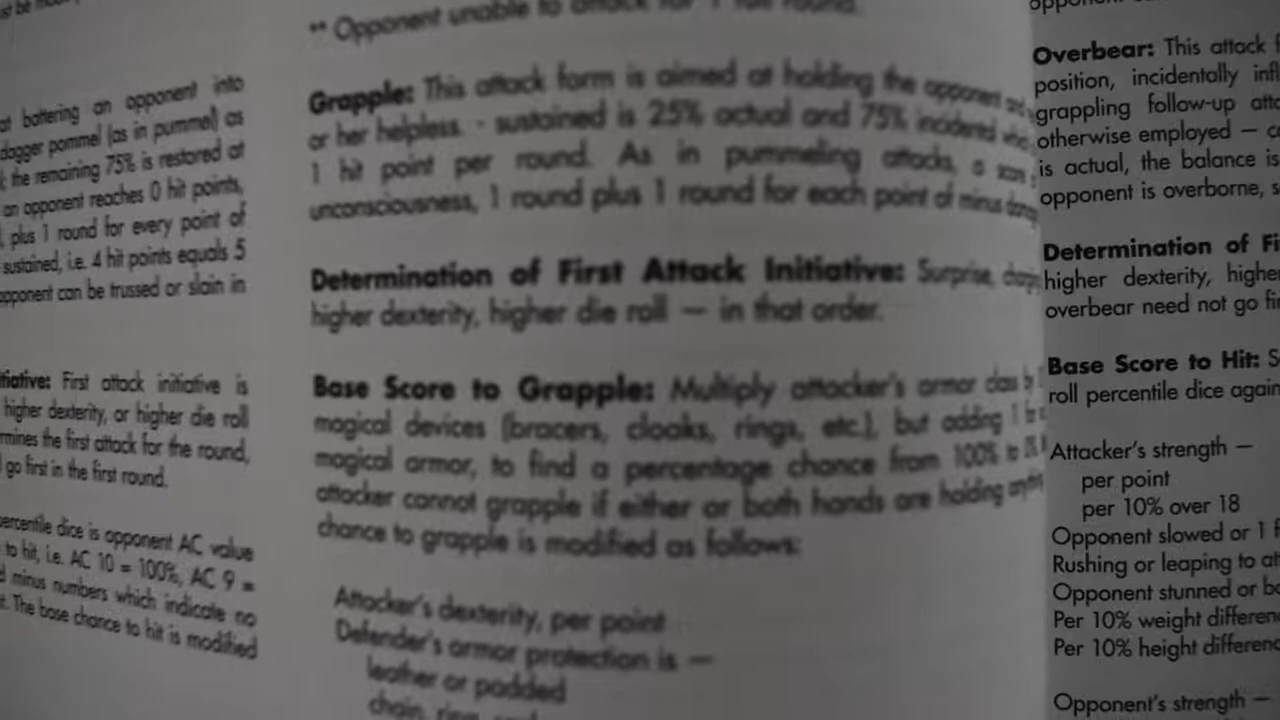 at battering an opponent into
dagger pommel (as in pummel) as
the remaining 75% is restored at
an opponent reaches 0 hit points,
plus 1 round for every point of
sustained, i.e. 4 hit points equals 5
opponent can be trussed or slain in
First attack initiative is
higher dexterity, or higher die roll
the first attack for the round,
go first in the first round.
percentile dice is opponent AC value
to hit, i.e. AC 10 = 100%, AC 9 =
minus numbers which indicate no
The base chance to hit is modified
** Opponent unable to attack for 1 full round.
Grapple: This attack form is aimed at holding the opponent
or her helpless. - sustained is 25% actual and 75% incidental
1 hit point per round. As in pummeling attacks, a
unconsciousness, 1 round plus 1 round for each point of minus
Determination of First Attack Initiative: Surprise,
higher dexterity, higher die roll — in that order.
Base Score to Grapple: Multiply attacker's armor class by
magical devices (bracers, cloaks, rings, etc.), but adding 1
magical armor, to find a percentage chance from 100% to
attacker cannot grapple if either or both hands are holding
chance to grapple is modified as follows:
Attacker's dexterity, per point
Defender's armor protection is —
leather or padded
chain, ring,
Overbear: This attack
position, incidentally
grappling follow-up
otherwise employed —
is actual, the balance is
opponent is overborne,
Determination of
higher dexterity, higher
overbear need not go
Base Score to Hit:
roll percentile dice
Attacker's strength —
per point
per 10% over 18
Opponent slowed or 1
Rushing or leaping to
Opponent stunned or
Per 10% weight
Per 10% height
Opponent's strength —